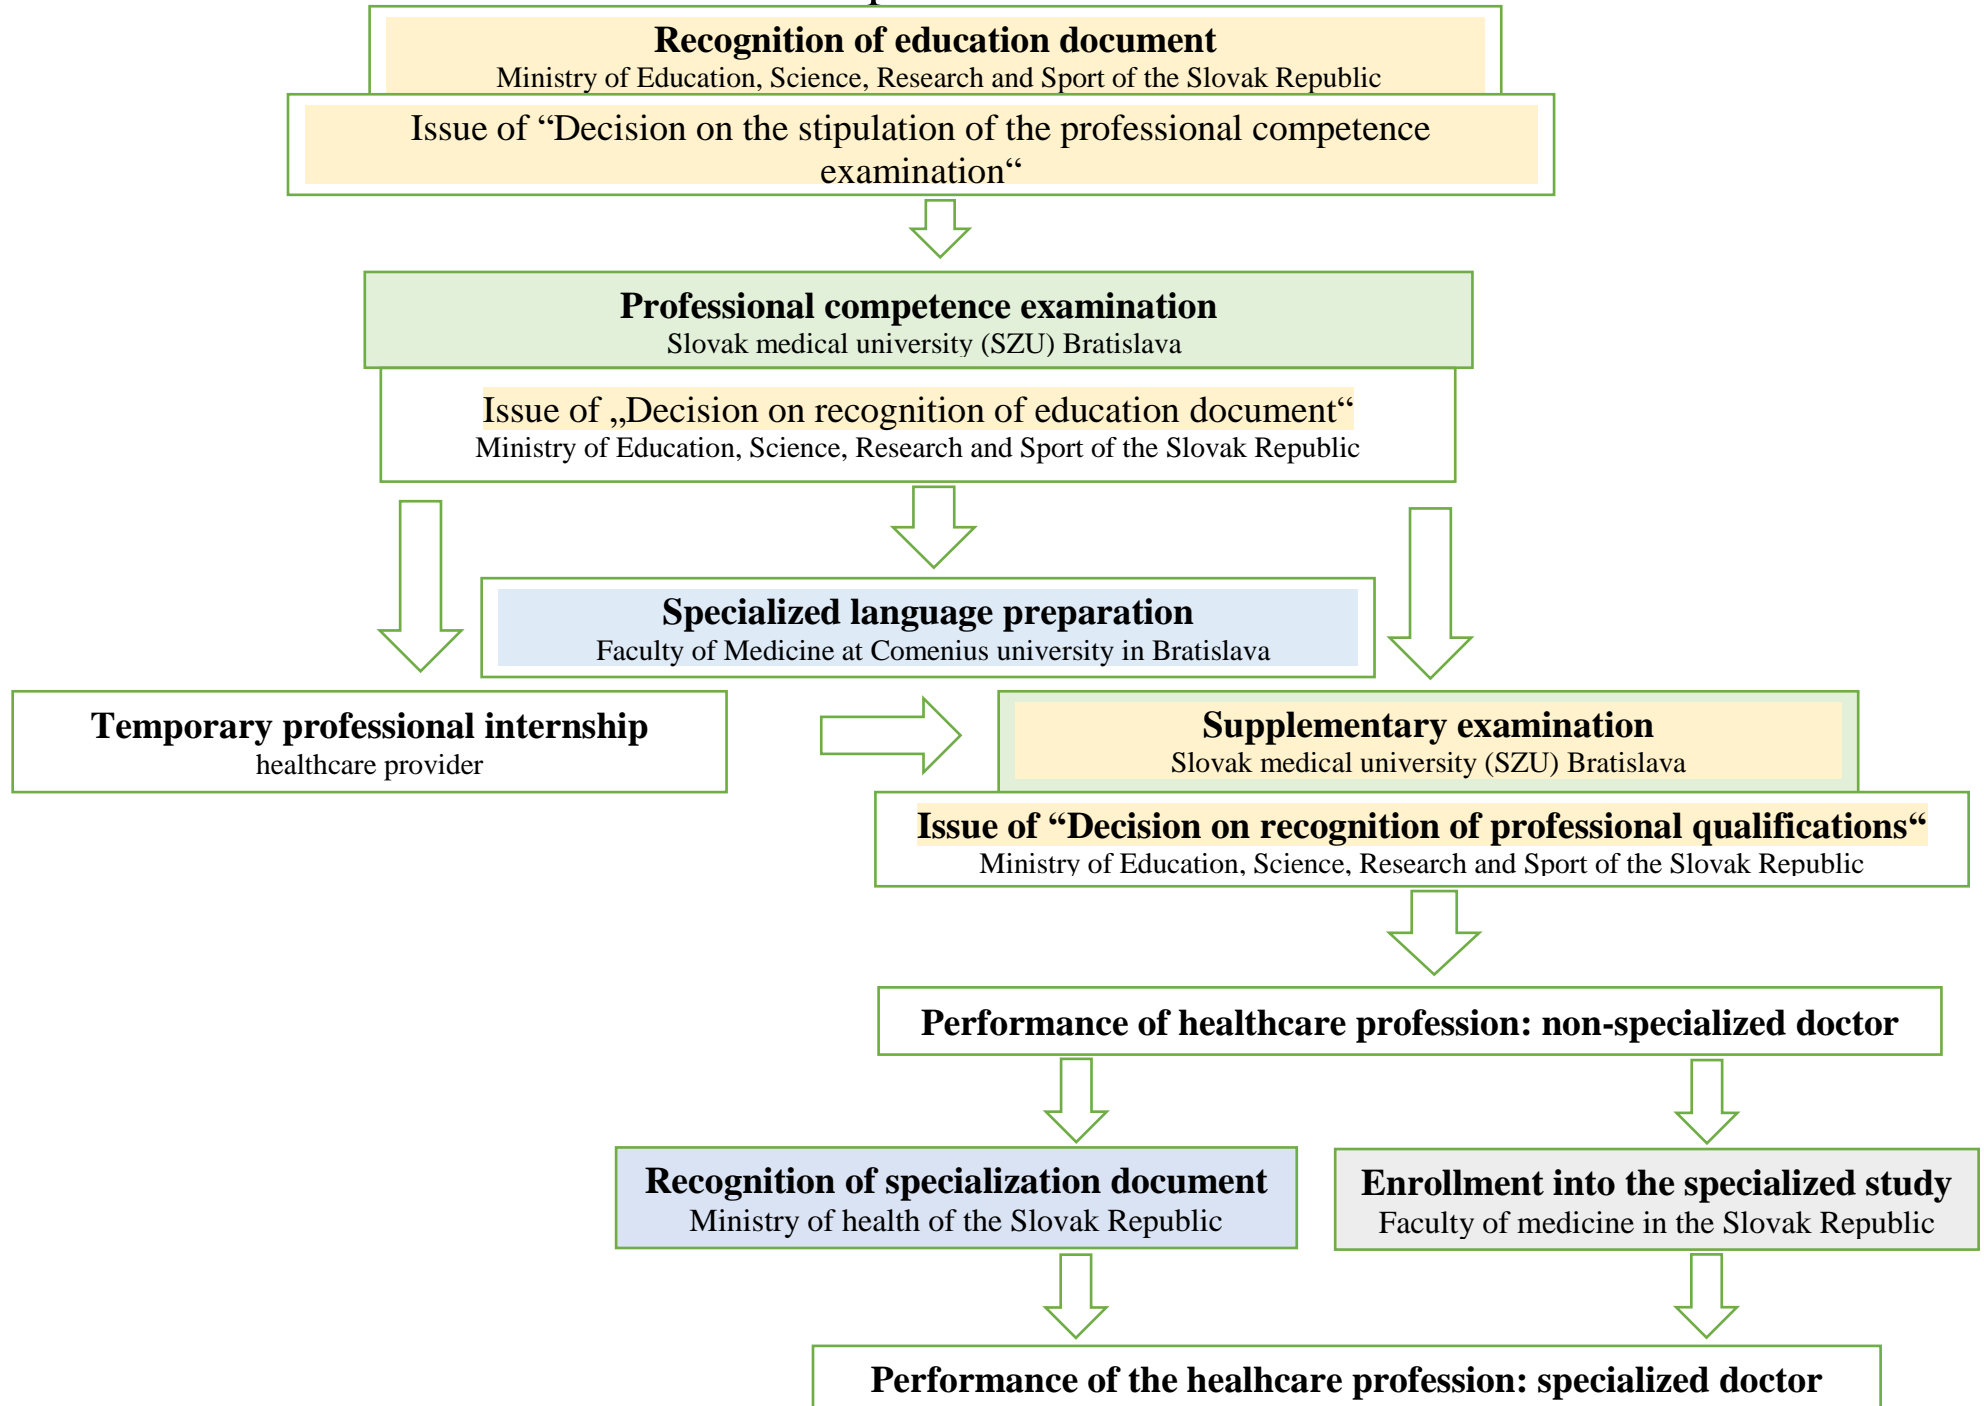 Recognition of education document
Ministry of Education, Science, Research and Sport of the Slovak Republic
Issue of “Decision on the stipulation of the professional competence
examination“
Professional competence examination
Slovak medical university (SZU) Bratislava
Issue of „Decision on recognition of education document“
Ministry of Education, Science, Research and Sport of the Slovak Republic
Specialized language preparation
Faculty of Medicine at Comenius university in Bratislava
Temporary professional internship
healthcare provider
Supplementary examination
Slovak medical university (SZU) Bratislava
Issue of “Decision on recognition of professional qualifications“
Ministry of Education, Science, Research and Sport of the Slovak Republic
Performance of healthcare profession: non-specialized doctor
Recognition of specialization document
Ministry of health of the Slovak Republic
Enrollment into the specialized study
Faculty of medicine in the Slovak Republic
Performance of the healhcare profession: specialized doctor